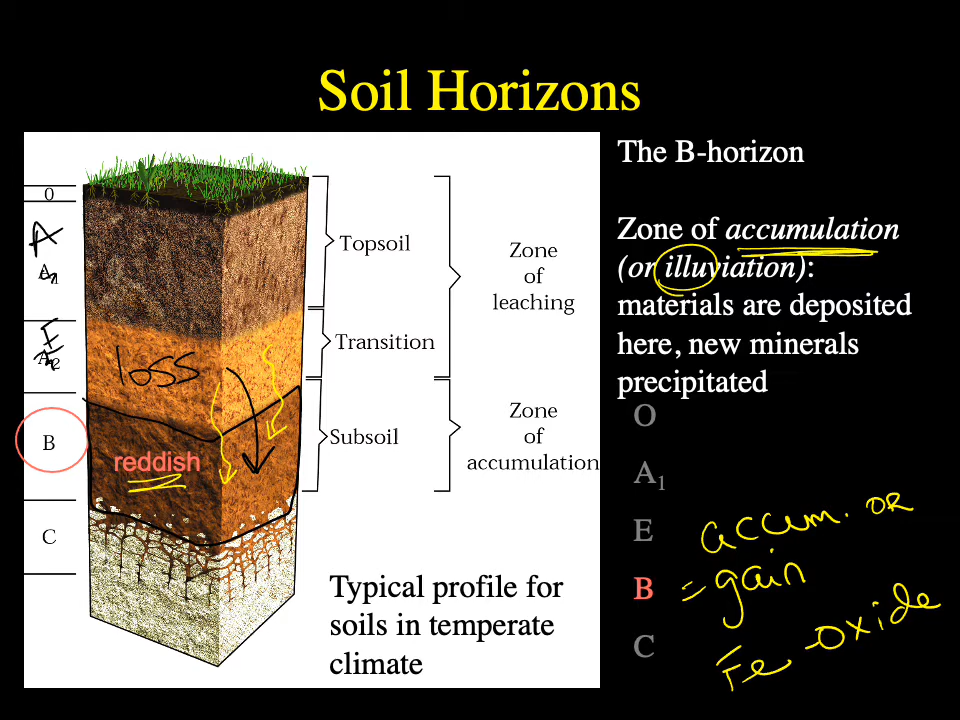 Soil Horizons
The B-horizon
Zone of accumulation
(or illuviation):
materials are deposited
here, new minerals
precipitated
O
A1
E
B
C
accum. OR
= gain
Fe-oxide
0
A
A1
E
A2
B
C
loss
reddish
Topsoil
Transition
Subsoil
Zone
of
leaching
Zone
of
accumulation
Typical profile for
soils in temperate
climate